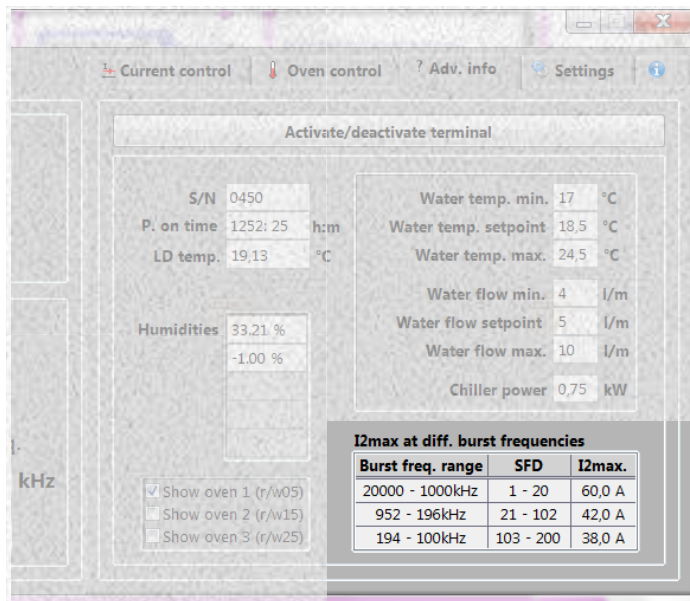 Current control Oven control ? Adv. info Settings i
Activate/deactivate terminal
S/N 0450
P. on time 1252: 25 h:m
LD temp. 19,13 °C
Humidities 33.21 %
-1.00 %
Water temp. min. 17 °C
Water temp. setpoint 18,5 °C
Water temp. max. 24,5 °C
Water flow min. 4 l/m
Water flow setpoint 5 l/m
Water flow max. 10 l/m
Chiller power 0,75 kW
kHz
Show oven 1 (r/w05)
Show oven 2 (r/w15)
Show oven 3 (r/w25)
I2max at diff. burst frequencies
Burst freq. range SFD I2max.
20000 - 1000kHz 1 - 20 60,0 A
952 - 196kHz 21 - 102 42,0 A
194 - 100kHz 103 - 200 38,0 A